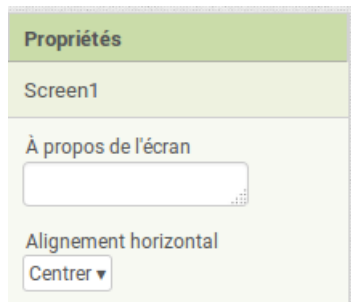 Propriétés
Screen1
À propos de l'écran
Alignement horizontal
Centrer ▾